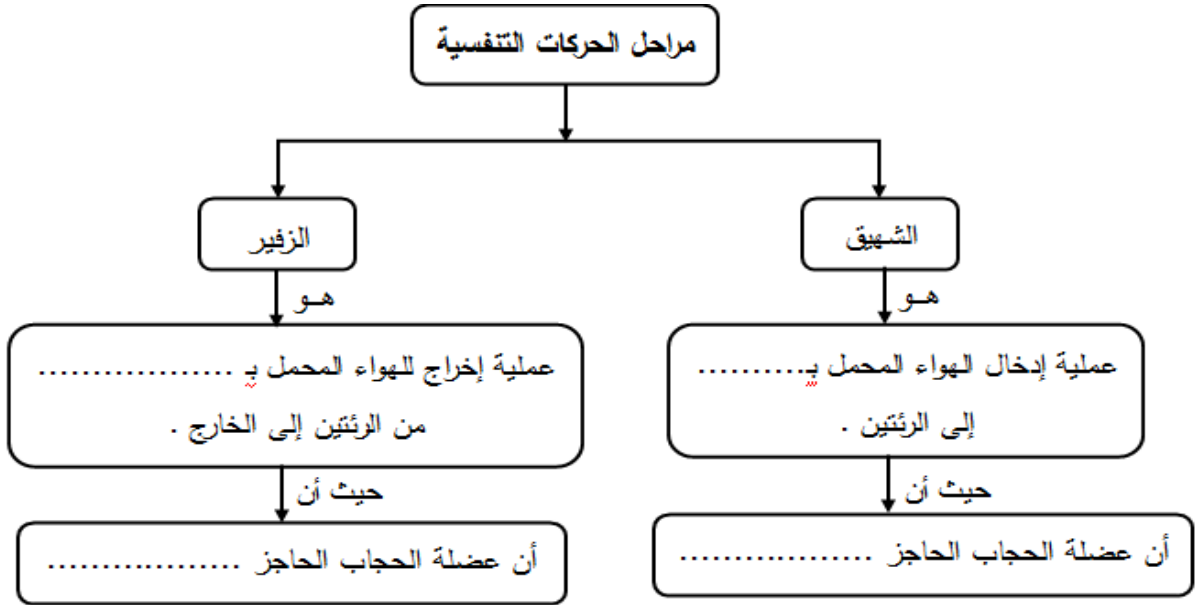 مراحل الحركات التنفسية
الشهيق
الزفير
هـو
هـو
عملية إدخال الهواء المحمل بـ..........
إلى الرئتين .
عملية إخراج للهواء المحمل بـ ..................
من الرئتين إلى الخارج .
حيث أن
حيث أن
أن عضلة الحجاب الحاجز ..................
أن عضلة الحجاب الحاجز ..................